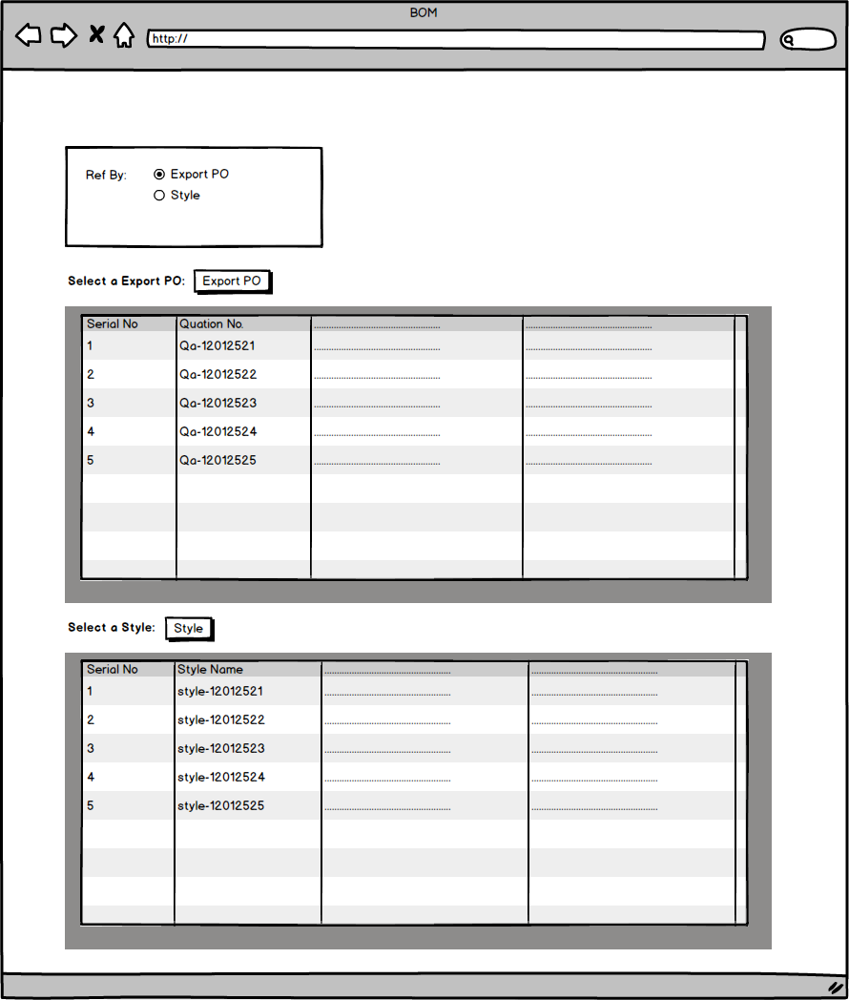 BOM
http://
Ref By: Export PO
Style
Select a Export PO: Export PO
Serial No Quation No. ................................................ ................................................
1 Qa-12012521 ................................................ ................................................
2 Qa-12012522 ................................................ ................................................
3 Qa-12012523 ................................................ ................................................
4 Qa-12012524 ................................................ ................................................
5 Qa-12012525 ................................................ ................................................
Select a Style: Style
Serial No Style Name ................................................ ................................................
1 style-12012521 ................................................ ................................................
2 style-12012522 ................................................ ................................................
3 style-12012523 ................................................ ................................................
4 style-12012524 ................................................ ................................................
5 style-12012525 ................................................ ................................................